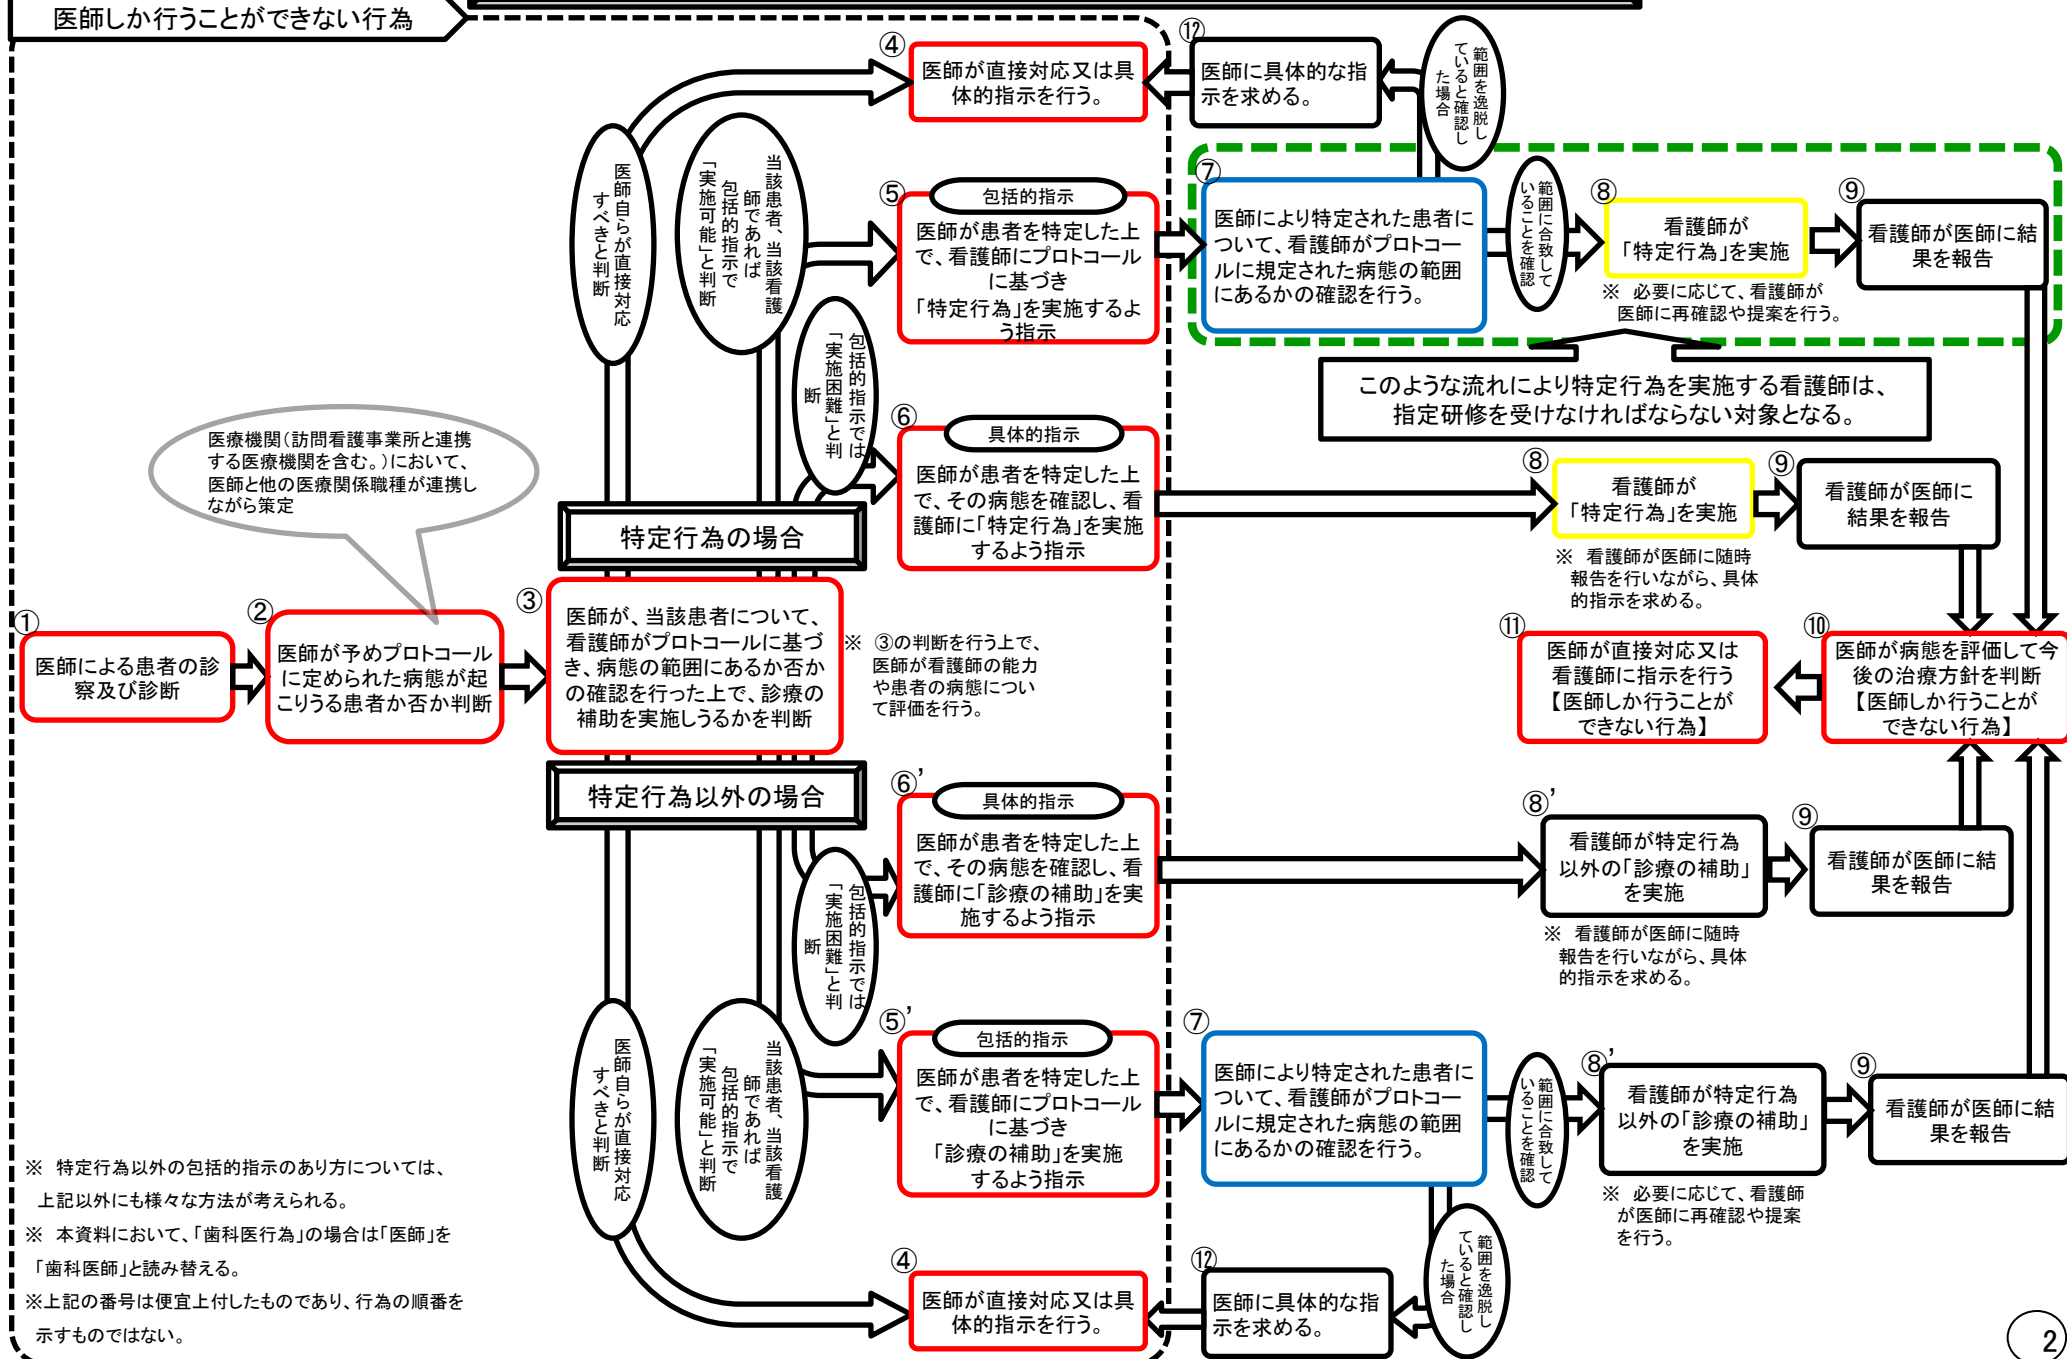 医師しか行うことができない行為
④
医師が直接対応又は具
体的指示を行う。
⑫
医師に具体的な指
示を求める。
範囲を逸脱し
ていると確認し
た場合
医師自らが直接対応
すべきと判断
当該患者、当該看護
師であれば
包括的指示で
「実施可能」と判断
⑤
包括的指示
医師が患者を特定した上
で、看護師にプロトコール
に基づき
「特定行為」を実施するよ
う指示
⑦
医師により特定された患者に
ついて、看護師がプロトコー
ルに規定された病態の範囲
にあるかの確認を行う。
範囲に合致して
いることを確認
⑧
看護師が
「特定行為」を実施
※ 必要に応じて、看護師が
医師に再確認や提案を行う。
⑨
看護師が医師に結
果を報告
このような流れにより特定行為を実施する看護師は、
指定研修を受けなければならない対象となる。
包括的指示では
「実施困難」と判
断
⑥
具体的指示
医師が患者を特定した上
で、その病態を確認し、看
護師に「特定行為」を実施
するよう指示
⑧
看護師が
「特定行為」を実施
※ 看護師が医師に随時
報告を行いながら、具体
的指示を求める。
⑨
看護師が医師に
結果を報告
医療機関(訪問看護事業所と連携
する医療機関を含む。)において、
医師と他の医療関係職種が連携し
ながら策定
特定行為の場合
①
医師による患者の診
察及び診断
②
医師が予めプロトコール
に定められた病態が起
こりうる患者か否か判断
③
医師が、当該患者について、
看護師がプロトコールに基づ
き、病態の範囲にあるか否か
の確認を行った上で、診療の
補助を実施しうるかを判断
※ ③の判断を行う上で、
医師が看護師の能力
や患者の病態につい
て評価を行う。
⑪
医師が直接対応又は
看護師に指示を行う
【医師しか行うことが
できない行為】
⑩
医師が病態を評価して今
後の治療方針を判断
【医師しか行うことが
できない行為】
特定行為以外の場合
⑥’
具体的指示
医師が患者を特定した上
で、その病態を確認し、看
護師に「診療の補助」を実
施するよう指示
⑧’
看護師が特定行為
以外の「診療の補助」
を実施
※ 看護師が医師に随時
報告を行いながら、具体
的指示を求める。
⑨
看護師が医師に結
果を報告
包括的指示では
「実施困難」と判
断
医師自らが直接対応
すべきと判断
当該患者、当該看護
師であれば
包括的指示で
「実施可能」と判断
⑤’
包括的指示
医師が患者を特定した上
で、看護師にプロトコール
に基づき
「診療の補助」を実施
するよう指示
⑦
医師により特定された患者に
ついて、看護師がプロトコー
ルに規定された病態の範囲
にあるかの確認を行う。
範囲に合致して
いることを確認
⑧’
看護師が特定行為
以外の「診療の補助」
を実施
※ 必要に応じて、看護師
が医師に再確認や提案
を行う。
⑨
看護師が医師に結
果を報告
④
医師が直接対応又は具
体的指示を行う。
⑫
医師に具体的な指
示を求める。
範囲を逸脱し
ていると確認し
た場合
※ 特定行為以外の包括的指示のあり方については、
上記以外にも様々な方法が考えられる。
※ 本資料において、「歯科医行為」の場合は「医師」を
「歯科医師」と読み替える。
※上記の番号は便宜上付したものであり、行為の順番を
示すものではない。
2